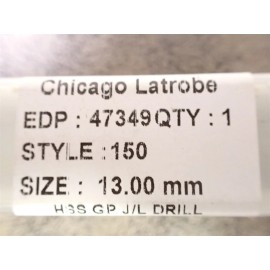 Chicago Latrobe
EDP : 47349QTY : 1
STYLE :150
SIZE : 13.00 mm
HSS GP J/L DRILL